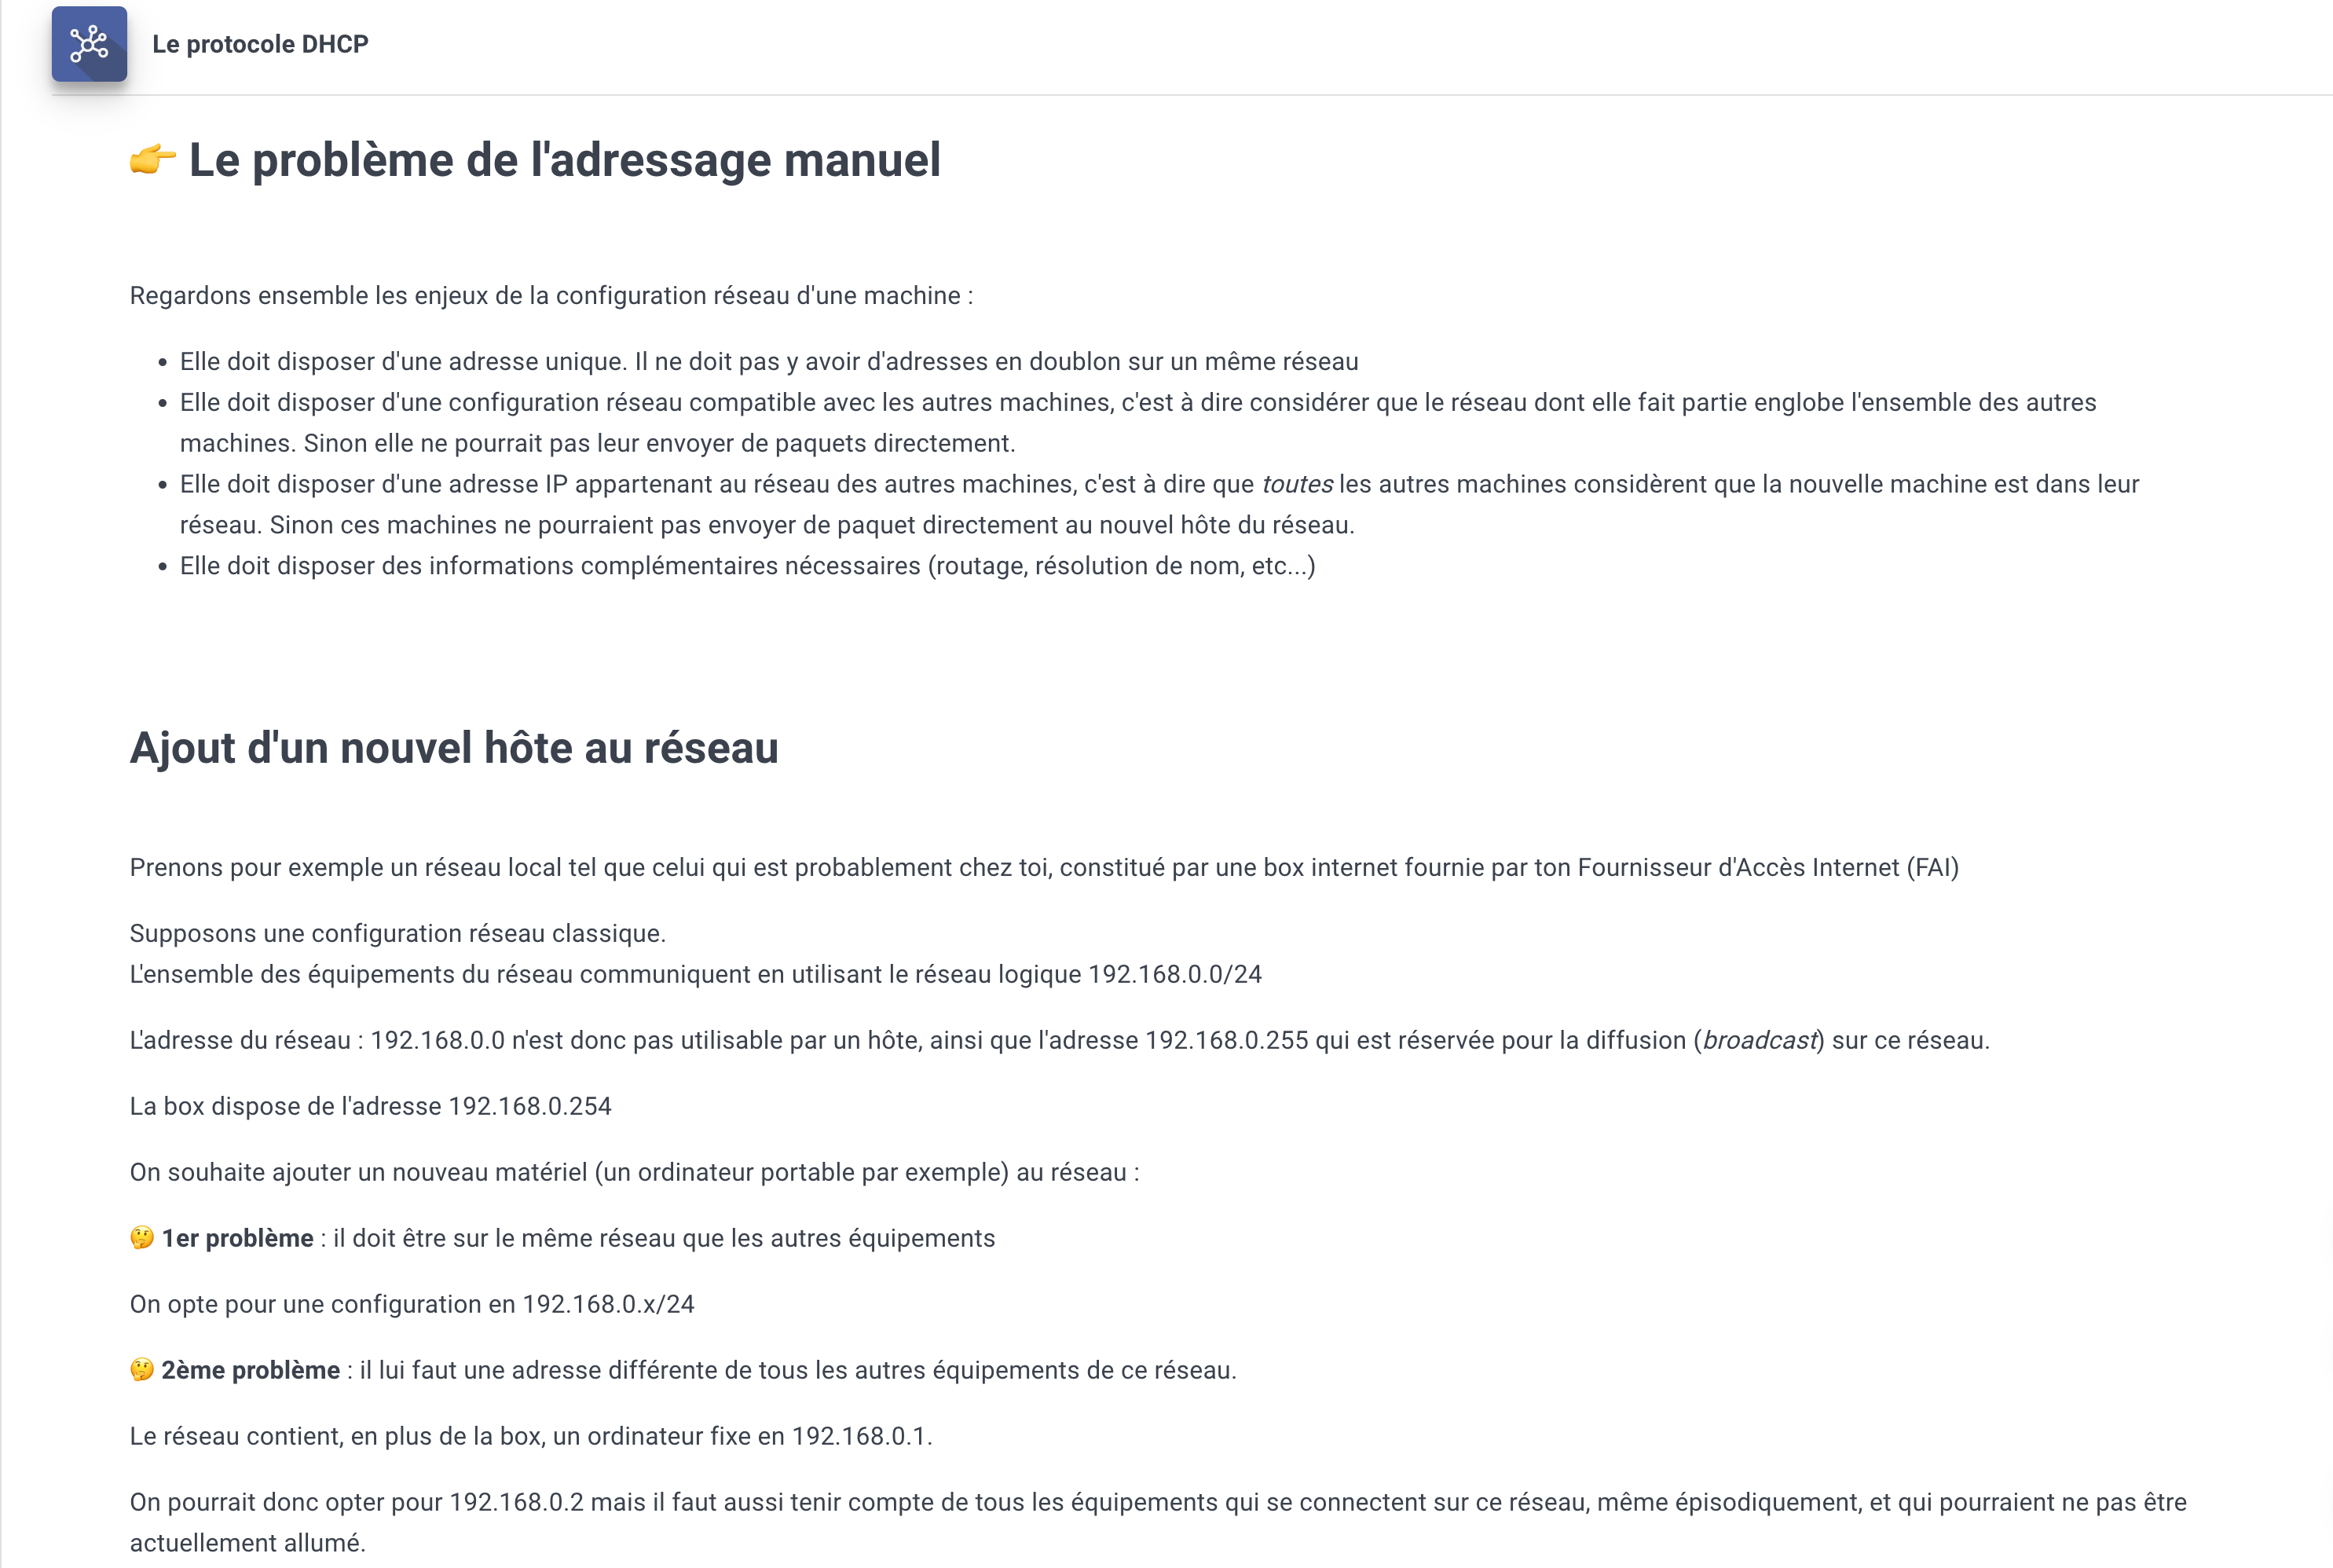 Le protocole DHCP
👉 Le problème de l'adressage manuel
Regardons ensemble les enjeux de la configuration réseau d'une machine :
• Elle doit disposer d'une adresse unique. Il ne doit pas y avoir d'adresses en doublon sur un même réseau
• Elle doit disposer d'une configuration réseau compatible avec les autres machines, c'est à dire considérer que le réseau dont elle fait partie englobe l'ensemble des autres
machines. Sinon elle ne pourrait pas leur envoyer de paquets directement.
• Elle doit disposer d'une adresse IP appartenant au réseau des autres machines, c'est à dire que toutes les autres machines considèrent que la nouvelle machine est dans leur
réseau. Sinon ces machines ne pourraient pas envoyer de paquet directement au nouvel hôte du réseau.
• Elle doit disposer des informations complémentaires nécessaires (routage, résolution de nom, etc...)
Ajout d'un nouvel hôte au réseau
Prenons pour exemple un réseau local tel que celui qui est probablement chez toi, constitué par une box internet fournie par ton Fournisseur d'Accès Internet (FAI)
Supposons une configuration réseau classique.
L'ensemble des équipements du réseau communiquent en utilisant le réseau logique 192.168.0.0/24
L'adresse du réseau : 192.168.0.0 n'est donc pas utilisable par un hôte, ainsi que l'adresse 192.168.0.255 qui est réservée pour la diffusion (broadcast) sur ce réseau.
La box dispose de l'adresse 192.168.0.254
On souhaite ajouter un nouveau matériel (un ordinateur portable par exemple) au réseau :
🤔 1er problème : il doit être sur le même réseau que les autres équipements
On opte pour une configuration en 192.168.0.x/24
🤔 2ème problème : il lui faut une adresse différente de tous les autres équipements de ce réseau.
Le réseau contient, en plus de la box, un ordinateur fixe en 192.168.0.1.
On pourrait donc opter pour 192.168.0.2 mais il faut aussi tenir compte de tous les équipements qui se connectent sur ce réseau, même épisodiquement, et qui pourraient ne pas être
actuellement allumé.